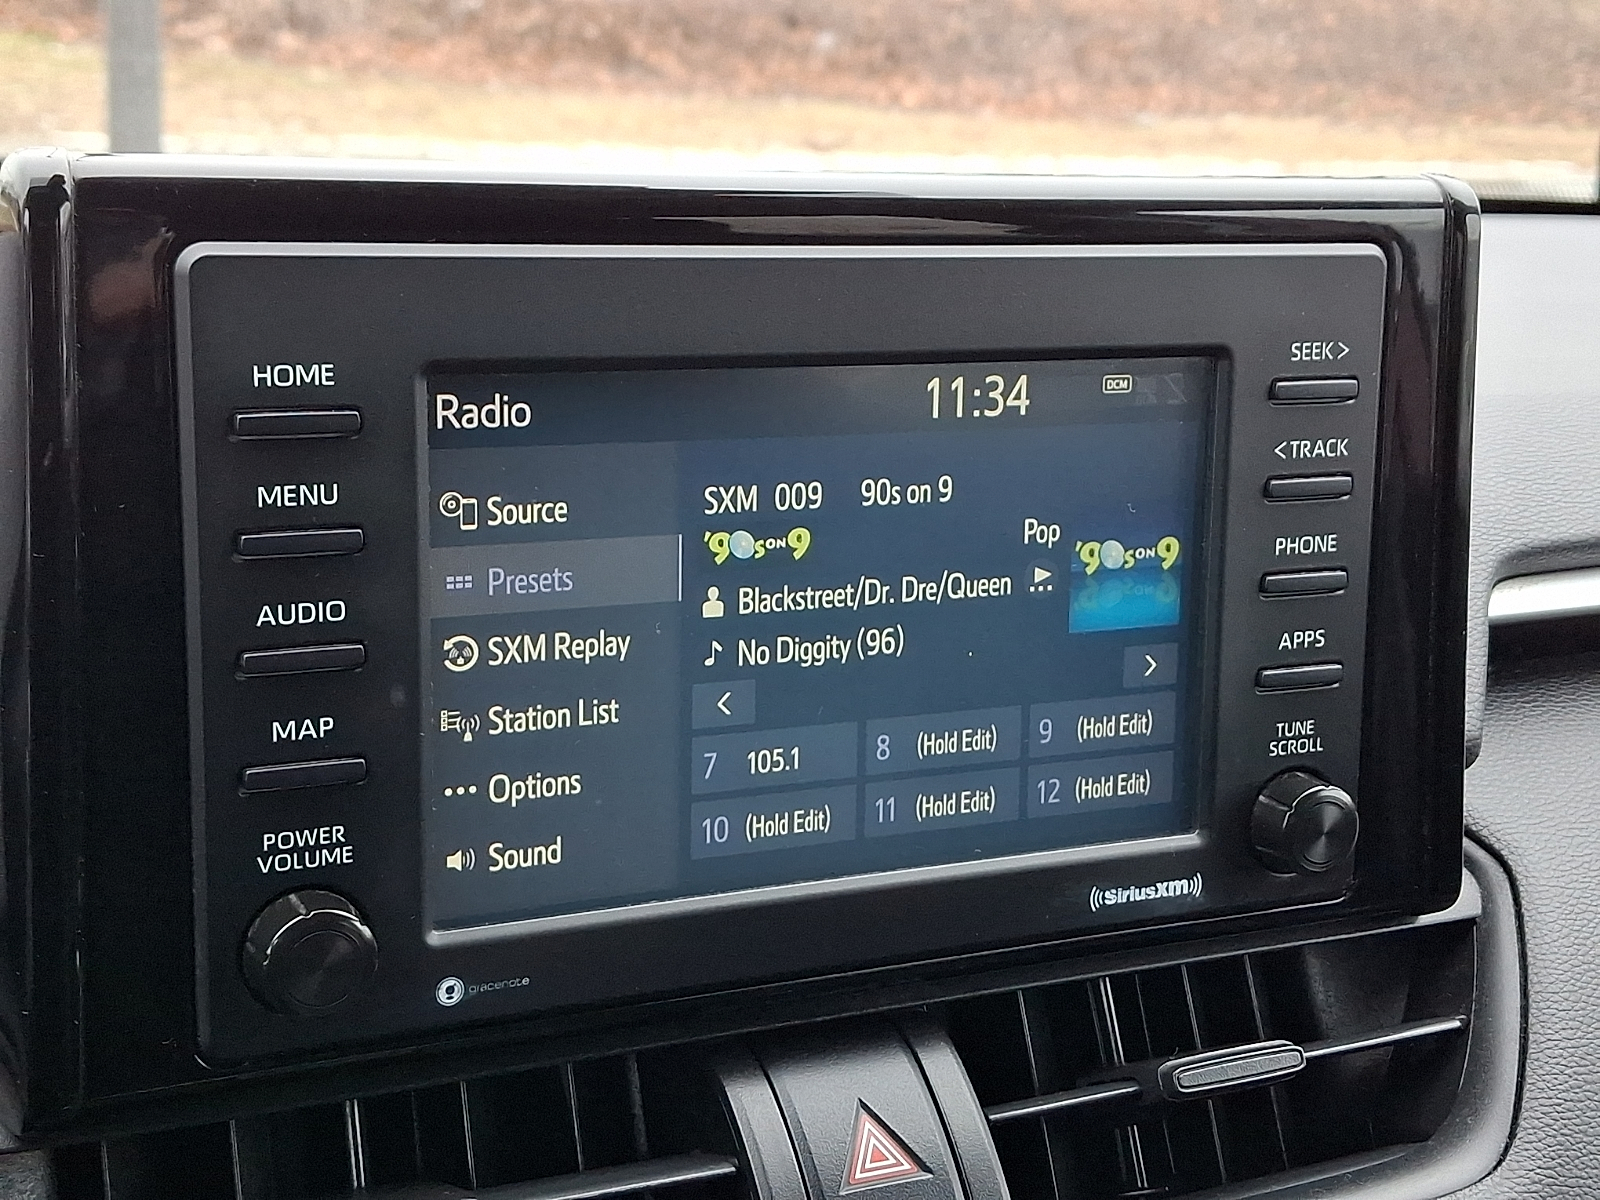 HOME
MENU
AUDIO
MAP
POWER
VOLUME
Radio
11:34
DCM
Source
Presets
SXM Replay
Station List
Options
Sound
SXM 009 90s on 9
'90s ON 9
Pop
'90s ON 9
Blackstreet/Dr. Dre/Queen
No Diggity (96)
<
>
7 105.1
8 (Hold Edit)
9 (Hold Edit)
10 (Hold Edit)
11 (Hold Edit)
12 (Hold Edit)
SEEK >
< TRACK
PHONE
APPS
TUNE
SCROLL
((SiriusXM))
gracenote